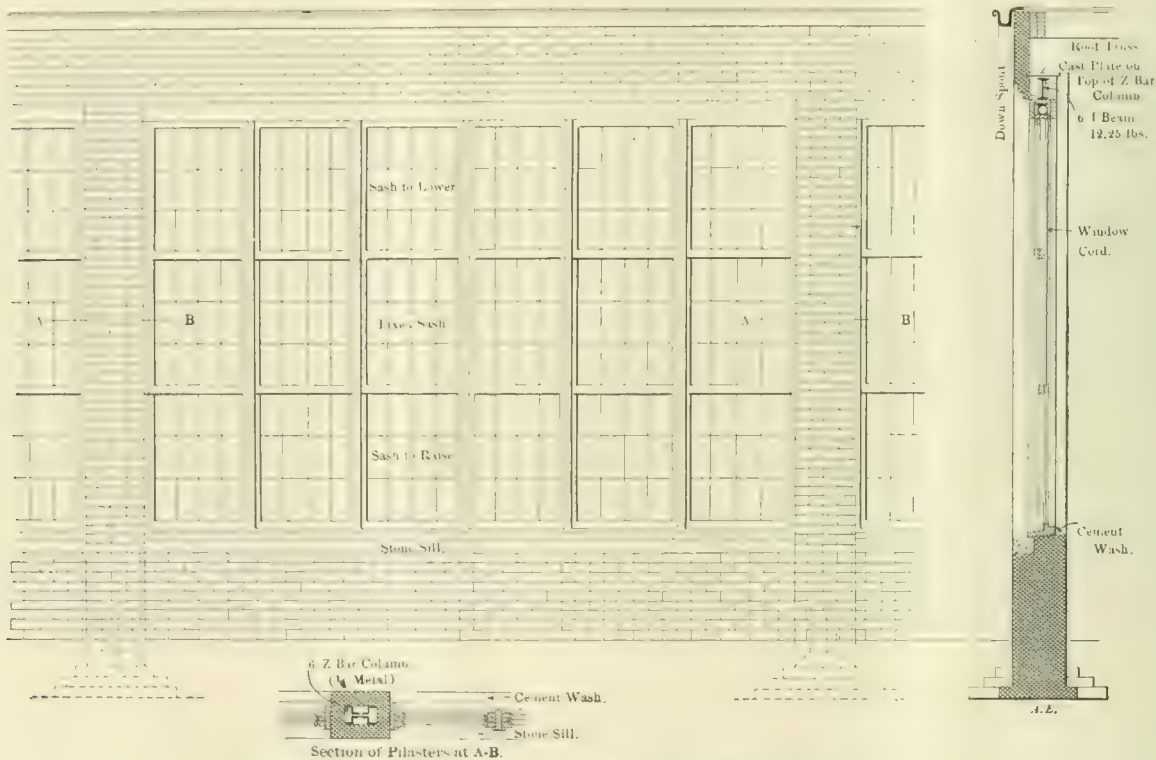 Sash to Lower
A
B
Fixed Sash
A
B
Sash to Raise
Stone Sill.
6 Z Bar Column
(¼ Metal)
Cement Wash.
Stone Sill.
Section of Pilasters at A-B.
Down Spout
Roof Truss
Cast Plate on
Top of Z Bar
Column
6 I Beam
12.25 lbs.
Window
Cord.
Cement
Wash.